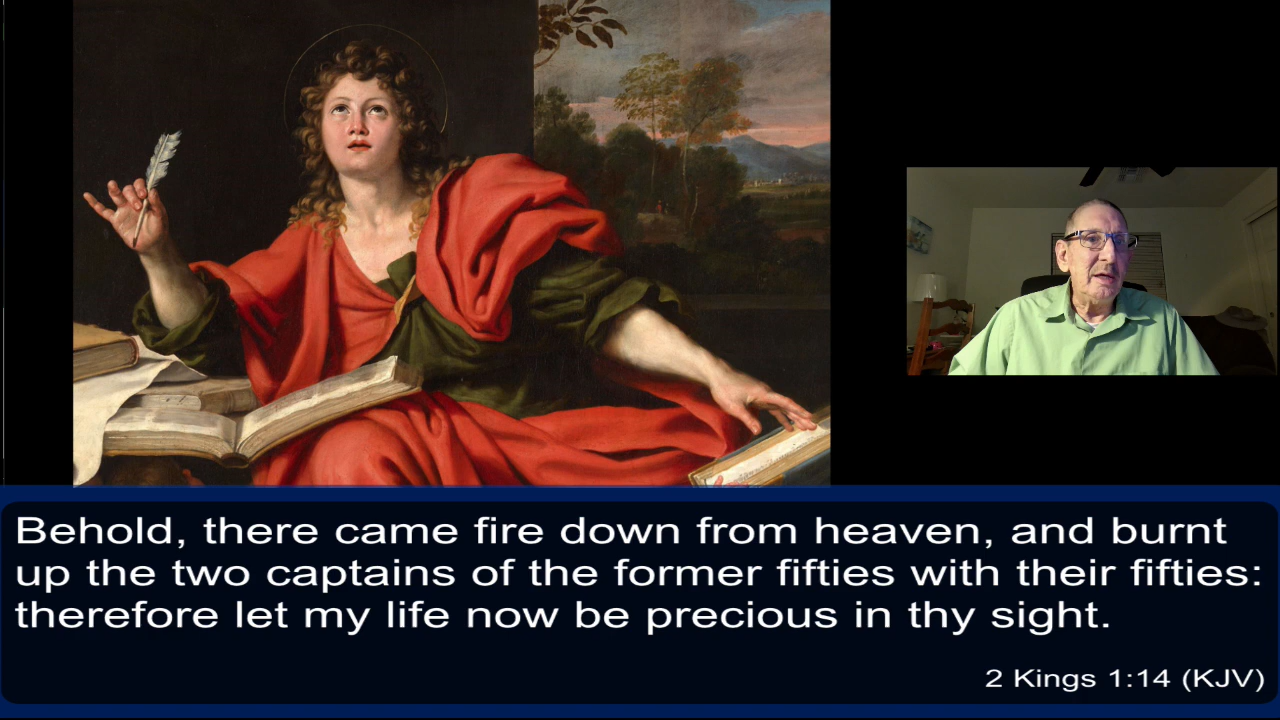 Behold, there came fire down from heaven, and burnt
up the two captains of the former fifties with their fifties:
therefore let my life now be precious in thy sight.
2 Kings 1:14 (KJV)